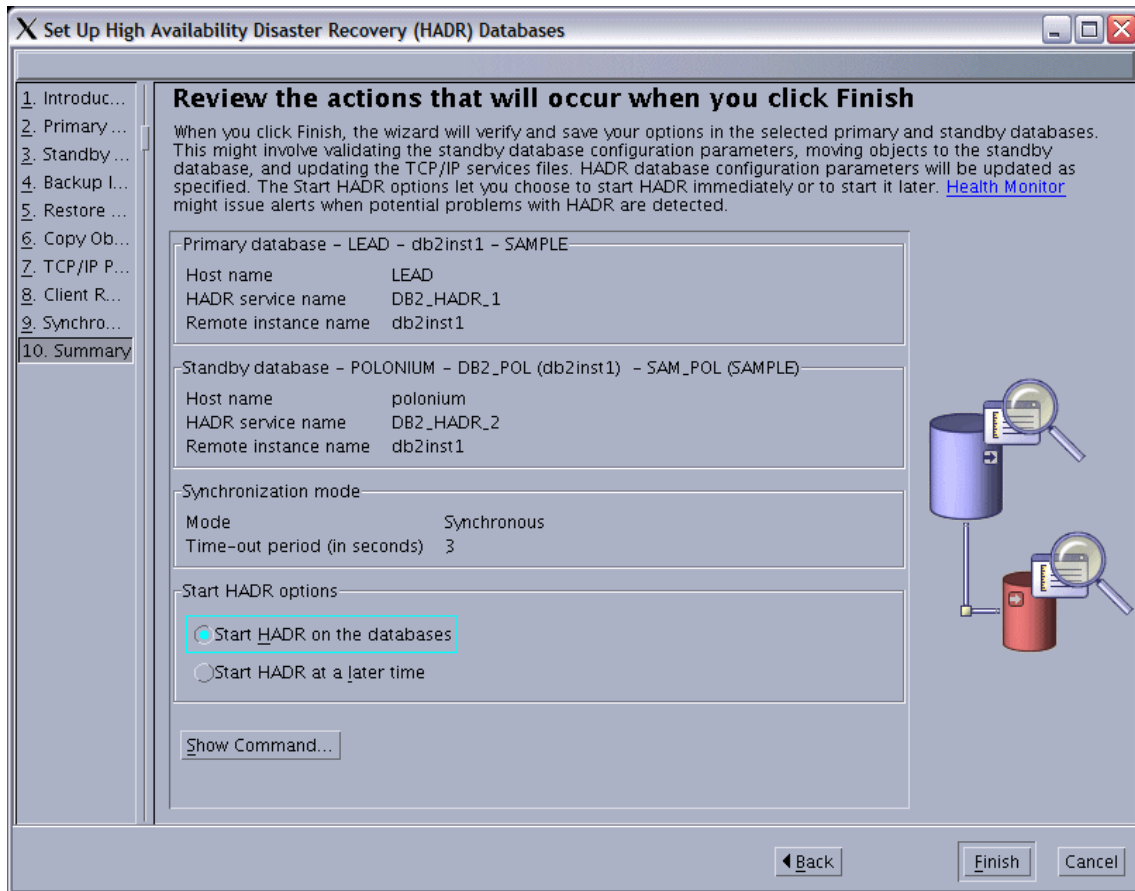 X Set Up High Availability Disaster Recovery (HADR) Databases
1. Introduc...
2. Primary ...
3. Standby ...
4. Backup I...
5. Restore ...
6. Copy Ob...
7. TCP/IP P...
8. Client R...
9. Synchro...
10. Summary
Review the actions that will occur when you click Finish
When you click Finish, the wizard will verify and save your options in the selected primary and standby databases.
This might involve validating the standby database configuration parameters, moving objects to the standby
database, and updating the TCP/IP services files. HADR database configuration parameters will be updated as
specified. The Start HADR options let you choose to start HADR immediately or to start it later. Health Monitor
might issue alerts when potential problems with HADR are detected.
Primary database - LEAD - db2inst1 - SAMPLE
Host name LEAD
HADR service name DB2_HADR_1
Remote instance name db2inst1
Standby database - POLONIUM - DB2_POL (db2inst1) - SAM_POL (SAMPLE)
Host name polonium
HADR service name DB2_HADR_2
Remote instance name db2inst1
Synchronization mode
Mode Synchronous
Time-out period (in seconds) 3
Start HADR options
Start HADR on the databases
Start HADR at a later time
Show Command...
Back Finish Cancel